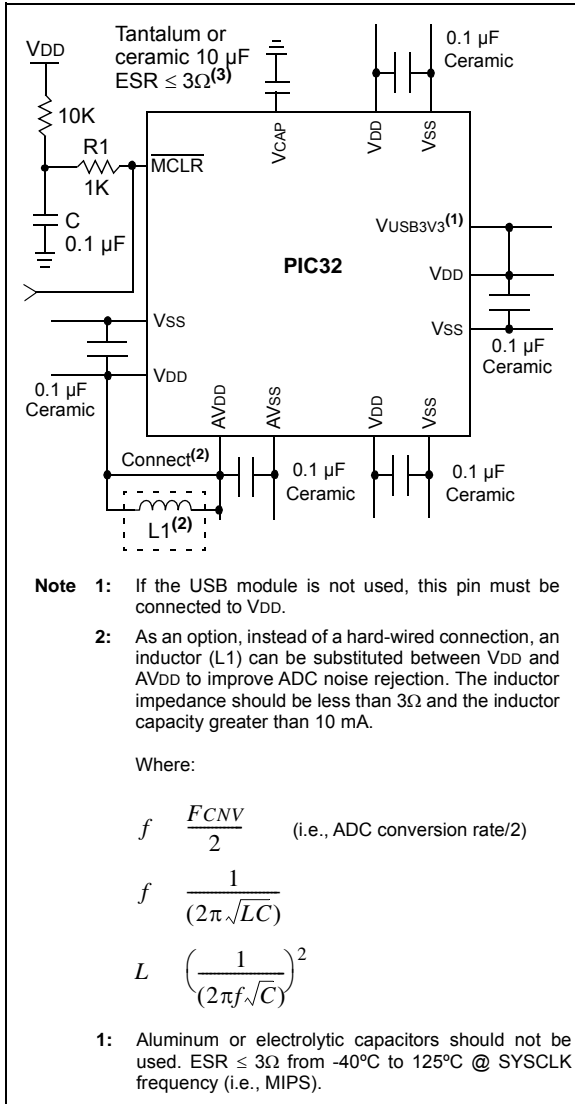 VDD
Tantalum or
ceramic 10 µF
ESR ≤ 3Ω(3)
0.1 µF
Ceramic
10K
R1
1K
MCLR
VCAP
VDD
VSS
C
0.1 µF
VUSB3V3(1)
PIC32
VDD
VSS
VSS
VDD
0.1 µF
Ceramic
0.1 µF
Ceramic
AVDD
AVSS
VDD
VSS
Connect(2)
0.1 µF
Ceramic
0.1 µF
Ceramic
L1(2)
Note 1: If the USB module is not used, this pin must be
connected to VDD.
2: As an option, instead of a hard-wired connection, an
inductor (L1) can be substituted between VDD and
AVDD to improve ADC noise rejection. The inductor
impedance should be less than 3Ω and the inductor
capacity greater than 10 mA.
Where:
f FCNV/2 (i.e., ADC conversion rate/2)
f 1/(2π√LC)
L (1/(2πf√C))²
1: Aluminum or electrolytic capacitors should not be
used. ESR ≤ 3Ω from -40ºC to 125ºC @ SYSCLK
frequency (i.e., MIPS).